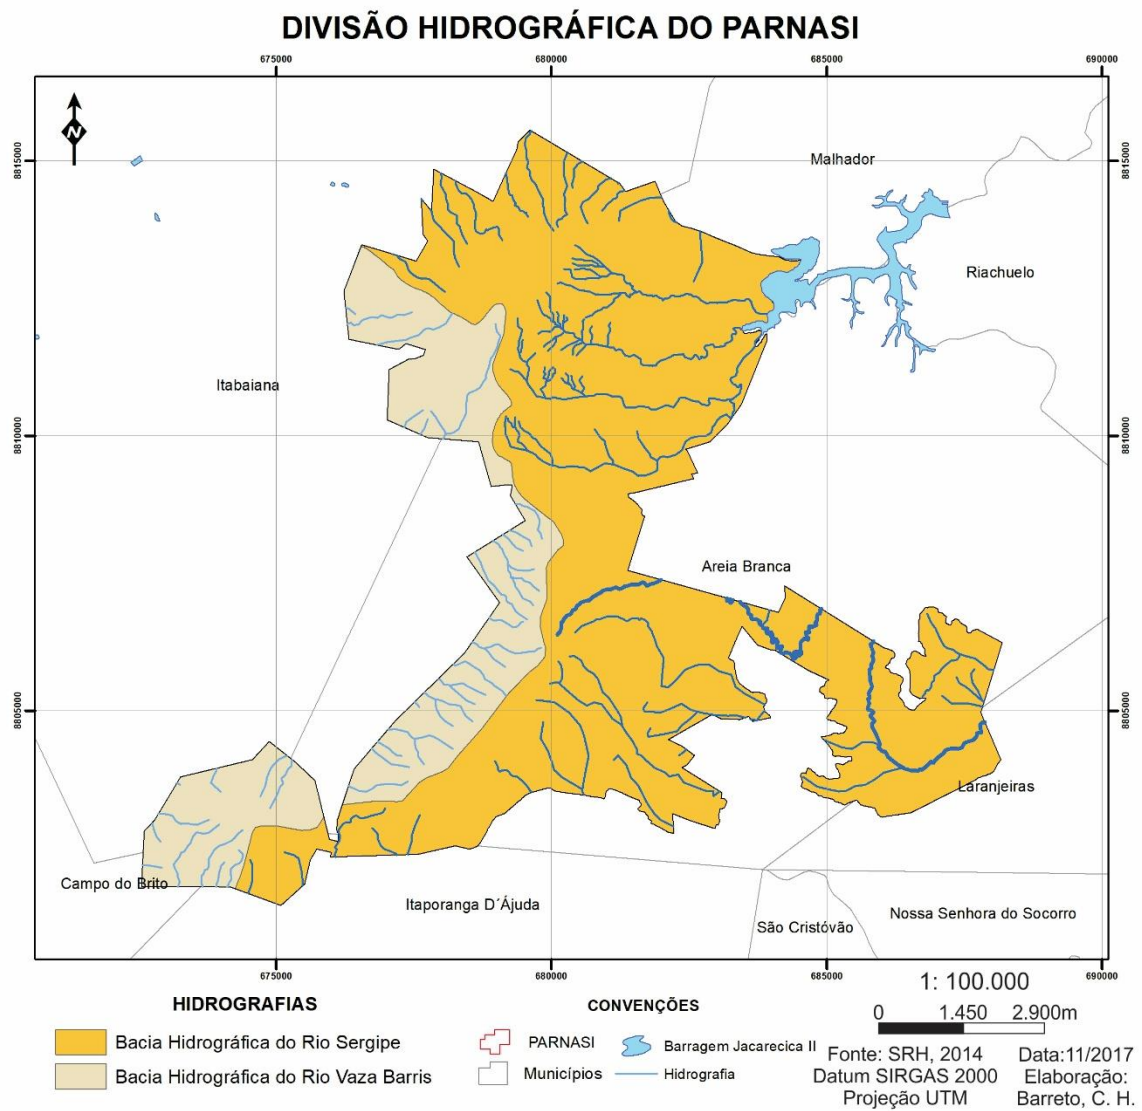 DIVISÃO HIDROGRÁFICA DO PARNASI
675000 680000 685000 690000
N
8815000 8815000
Malhador
Riachuelo
Itabaiana
8810000 8810000
Areia Branca
8805000 8805000
Laranjeiras
Campo do Brito
Itaporanga D´Ájuda
Nossa Senhora do Socorro
São Cristóvão
675000 680000 685000 690000
HIDROGRAFIAS
Bacia Hidrográfica do Rio Sergipe
Bacia Hidrográfica do Rio Vaza Barris
CONVENÇÕES
PARNASI
Municípios
Barragem Jacarecica II
Hidrografia
1: 100.000
0 1.450 2.900m
Fonte: SRH, 2014
Datum SIRGAS 2000
Projeção UTM
Data:11/2017
Elaboração:
Barreto, C. H.